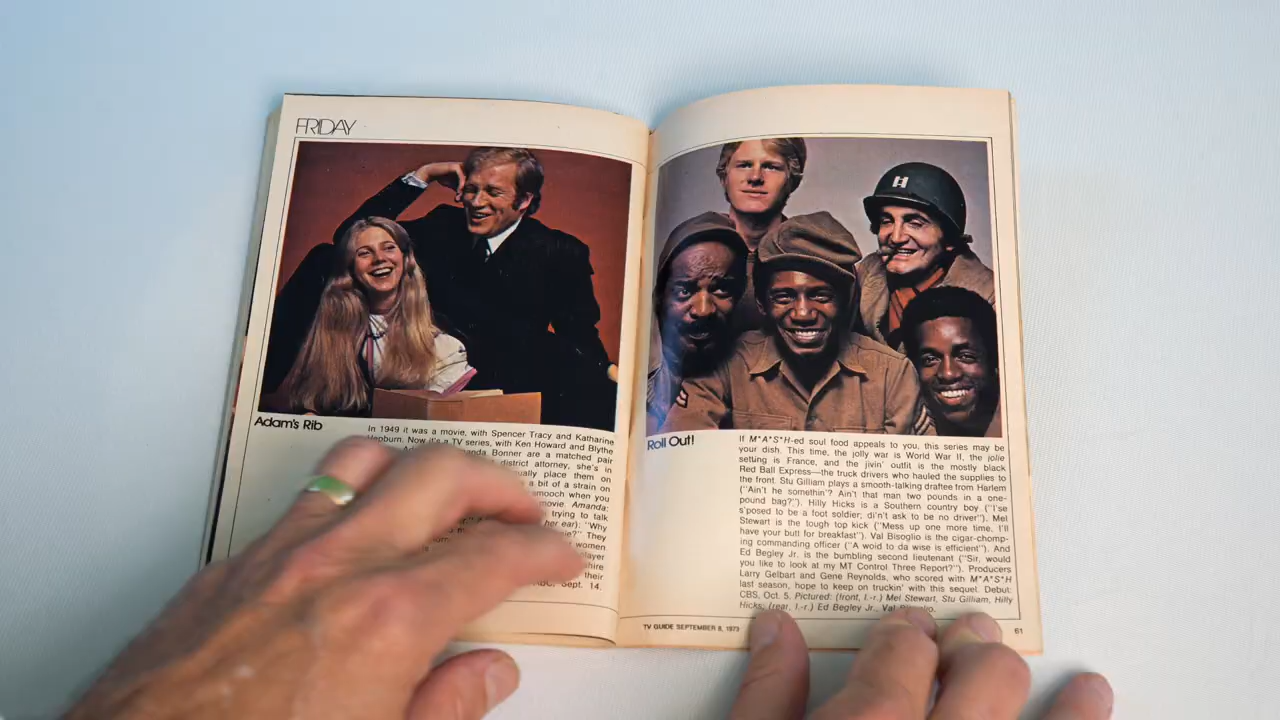 FRIDAY
Adam's Rib
In 1949 it was a movie, with Spencer Tracy and Katharine
Hepburn. Now it's a TV series, with Ken Howard and Blythe
Bonner are a matched pair
district attorney, she's in
place them on
a bit of a strain on
smooch when you
movie. Amanda:
trying to talk
her ear): "Why
They
women
their
ABC, Sept. 14.
Roll Out!
If M*A*S*H-ed soul food appeals to you, this series may be
your dish. This time, the jolly war is World War II, the jolie
setting is France, and the jivin' outfit is the mostly black
Red Ball Express—the truck drivers who hauled the supplies to
the front. Stu Gilliam plays a smooth-talking draftee from Harlem
("Ain't he somethin'? Ain't that man two pounds in a one-
pound bag?"). Hilly Hicks is a Southern country boy ("I'se
s'posed to be a foot soldier; di'n't ask to be no driver"). Mel
Stewart is the tough top kick ("Mess up one more time, I'll
have your butt for breakfast"). Val Bisoglio is the cigar-chomp-
ing commanding officer ("A woid to da wise is efficient"). And
Ed Begley Jr. is the bumbling second lieutenant ("Sir, would
you like to look at my MT Control Three Report?"). Producers
Larry Gelbart and Gene Reynolds, who scored with M*A*S*H
last season, hope to keep on truckin' with this sequel. Debut:
CBS, Oct. 5. Pictured: (front, l.-r.) Mel Stewart, Stu Gilliam, Hilly
Hicks; (rear, l.-r.) Ed Begley Jr., Val Bisoglio.
TV GUIDE SEPTEMBER 8, 1973
61